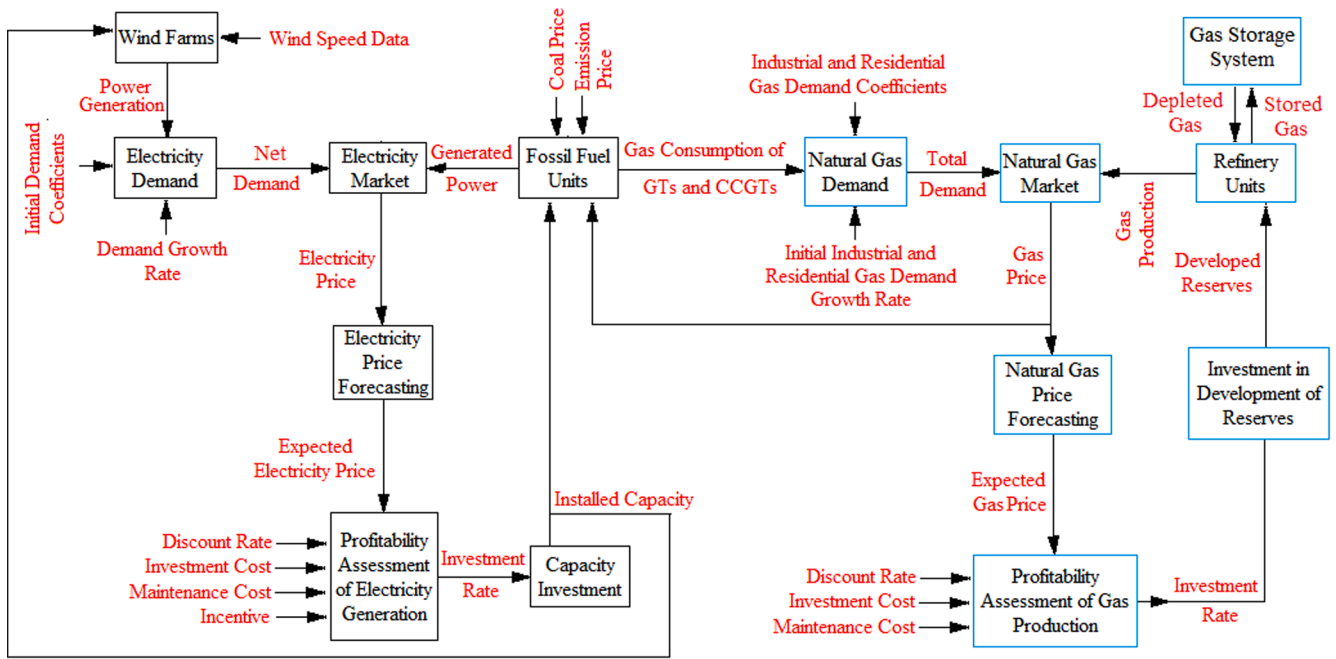 Wind Farms
Wind Speed Data
Power
Generation
Initial Demand
Coefficients
Electricity
Demand
Demand Growth
Rate
Net
Demand
Electricity
Market
Generated
Power
Coal Price
Emission
Price
Fossil Fuel
Units
Gas Consumption of
GTs and CCGTs
Industrial and Residential
Gas Demand Coefficients
Natural Gas
Demand
Initial Industrial and
Residential Gas Demand
Growth Rate
Total
Demand
Natural Gas
Market
Gas
Production
Gas Storage
System
Depleted
Gas
Stored
Gas
Refinery
Units
Developed
Reserves
Investment in
Development of
Reserves
Gas
Price
Natural Gas
Price
Forecasting
Expected
Gas Price
Electricity
Price
Electricity
Price
Forecasting
Expected
Electricity Price
Discount Rate
Investment Cost
Maintenance Cost
Incentive
Profitability
Assessment
of Electricity
Generation
Investment
Rate
Capacity
Investment
Installed Capacity
Discount Rate
Investment Cost
Maintenance Cost
Profitability
Assessment of Gas
Production
Investment
Rate